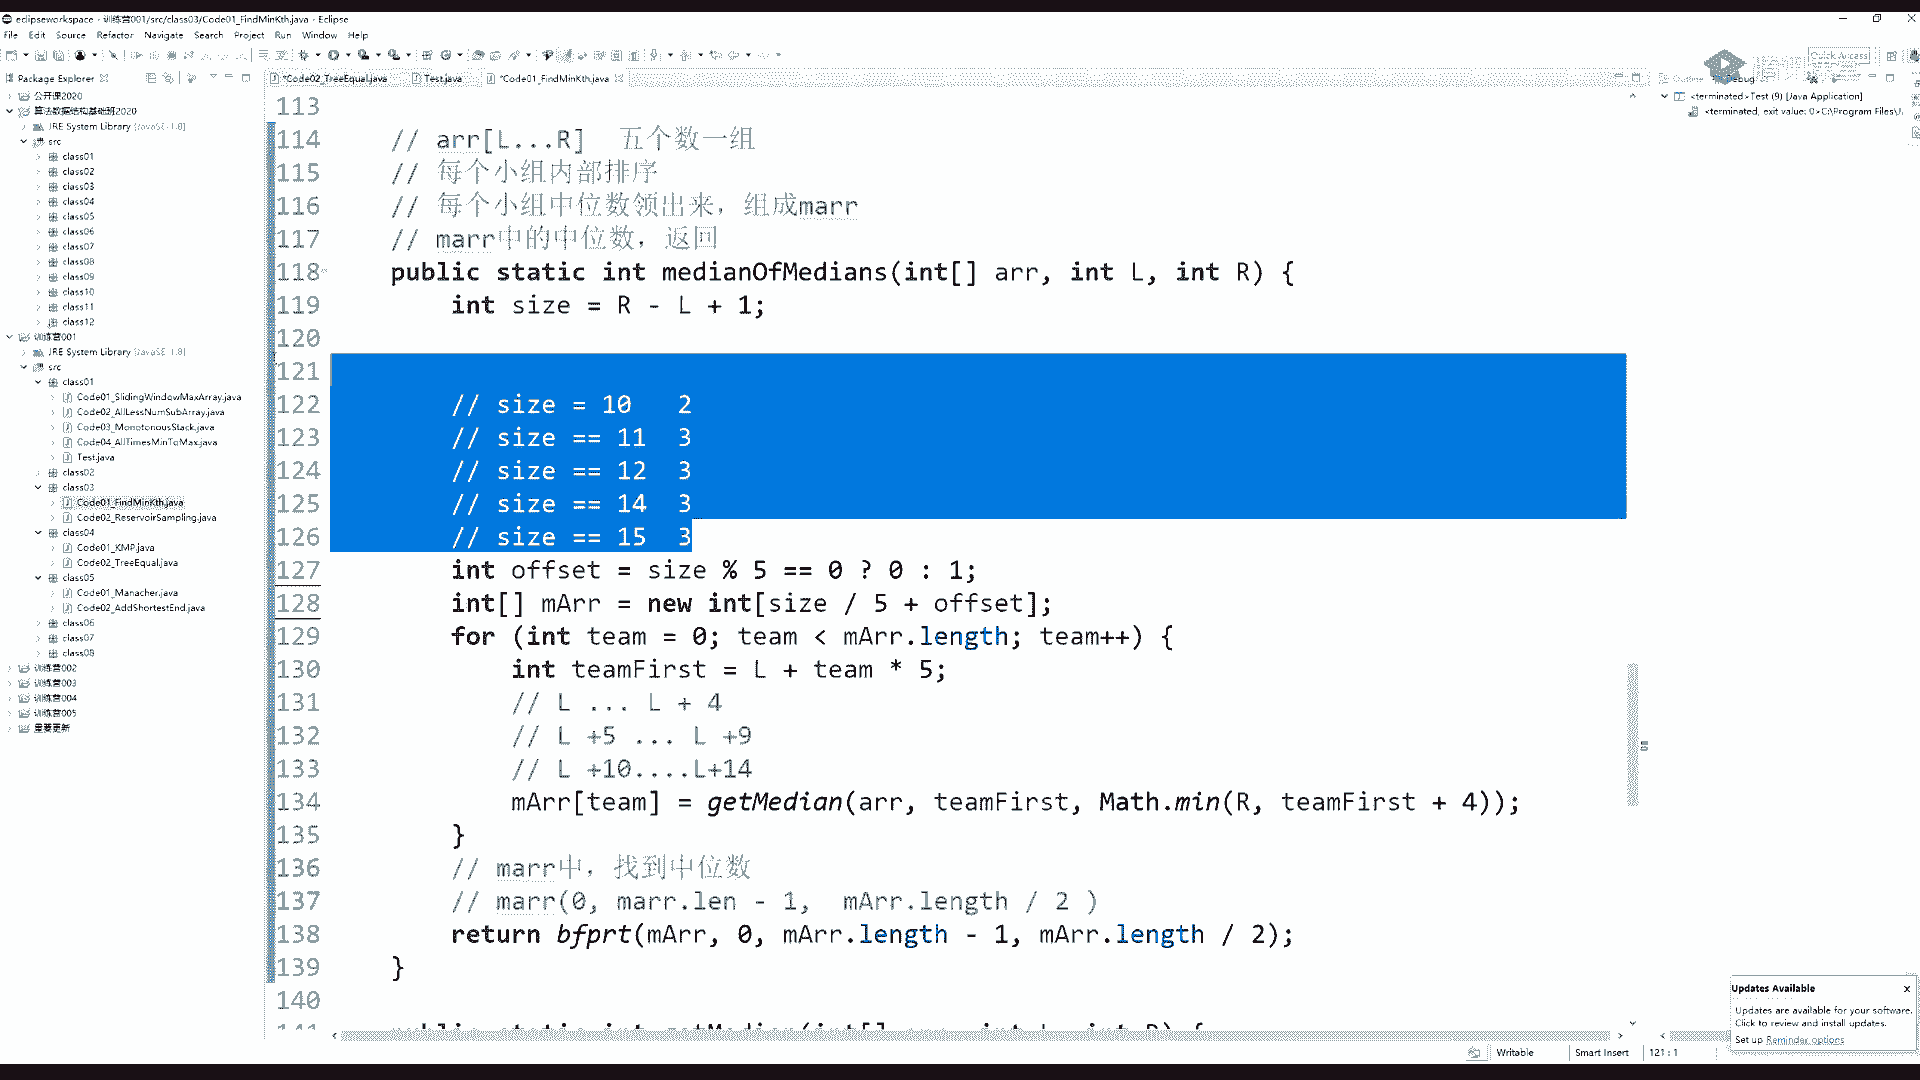 eclipseworkspace - 训练营001/src/class03/Code01_FindMinKth.java - Eclipse
File Edit Source Refactor Navigate Search Project Run Window Help
Quick Access
Package Explorer
*Code02_TreeEqual.java Test.java *Code01_FindMinKth.java
Outline Debug
公开课2020
算法数据结构基础班2020
JRE System Library [JavaSE-1.8]
src
class01
class02
class03
class04
class05
class06
class07
class08
class09
class10
class11
class12
训练营001
JRE System Library [JavaSE-1.8]
src
class01
Code01_SlidingWindowMaxArray.java
Code02_AllLessNumSubArray.java
Code03_MonotonousStack.java
Code04_AllTimesMinToMax.java
Test.java
class02
class03
Code01_FindMinKth.java
Code02_ReservoirSampling.java
class04
Code01_KMP.java
Code02_TreeEqual.java
class05
Code01_Manacher.java
Code02_AddShortestEnd.java
class06
class07
class08
训练营002
训练营003
训练营004
训练营005
重要更新
113
114 // arr[L...R] 五个数一组
115 // 每个小组内部排序
116 // 每个小组中位数领出来，组成marr
117 // marr中的中位数，返回
118 public static int medianOfMedians(int[] arr, int L, int R) {
119 int size = R - L + 1;
120
121
122 // size = 10 2
123 // size == 11 3
124 // size == 12 3
125 // size == 14 3
126 // size == 15 3
127 int offset = size % 5 == 0 ? 0 : 1;
128 int[] mArr = new int[size / 5 + offset];
129 for (int team = 0; team < mArr.length; team++) {
130 int teamFirst = L + team * 5;
131 // L ... L + 4
132 // L +5 ... L +9
133 // L +10....L+14
134 mArr[team] = getMedian(arr, teamFirst, Math.min(R, teamFirst + 4));
135 }
136 // marr中，找到中位数
137 // marr(0, marr.len - 1, mArr.length / 2 )
138 return bfprt(mArr, 0, mArr.length - 1, mArr.length / 2);
139 }
140
<terminated>Test (9) [Java Application]
<terminated, exit value: 0>C:\Program Files\J
Updates Available
Updates are available for your software.
Click to review and install updates.
Set up Reminder options
Writable Smart Insert 121 : 1